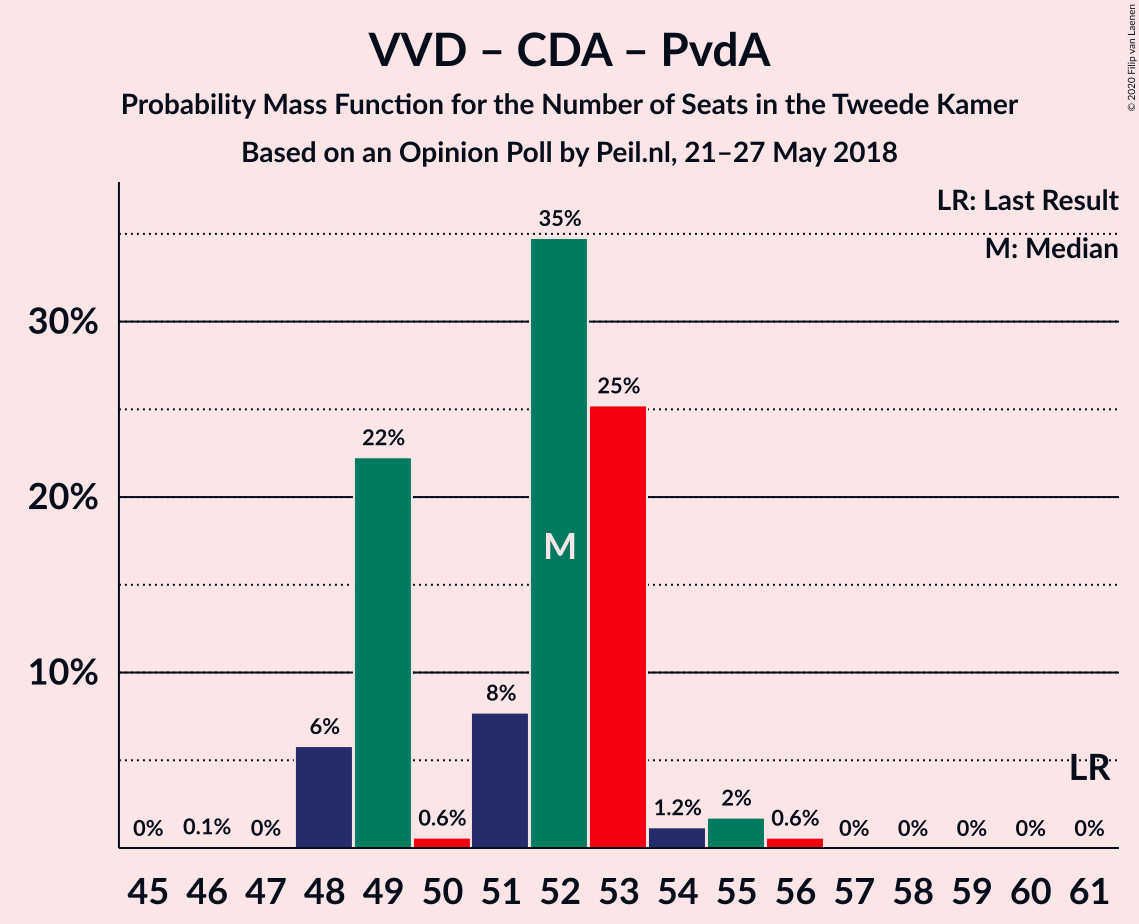 VVD – CDA – PvdA
Probability Mass Function for the Number of Seats in the Tweede Kamer
Based on an Opinion Poll by Peil.nl, 21–27 May 2018
© 2020 Filip van Laenen
LR: Last Result
M: Median
35%
30%
25%
22%
20%
M
10%
8%
6%
LR
0% 0.1% 0% 0.6% 1.2% 2% 0.6% 0% 0% 0% 0% 0%
45 46 47 48 49 50 51 52 53 54 55 56 57 58 59 60 61